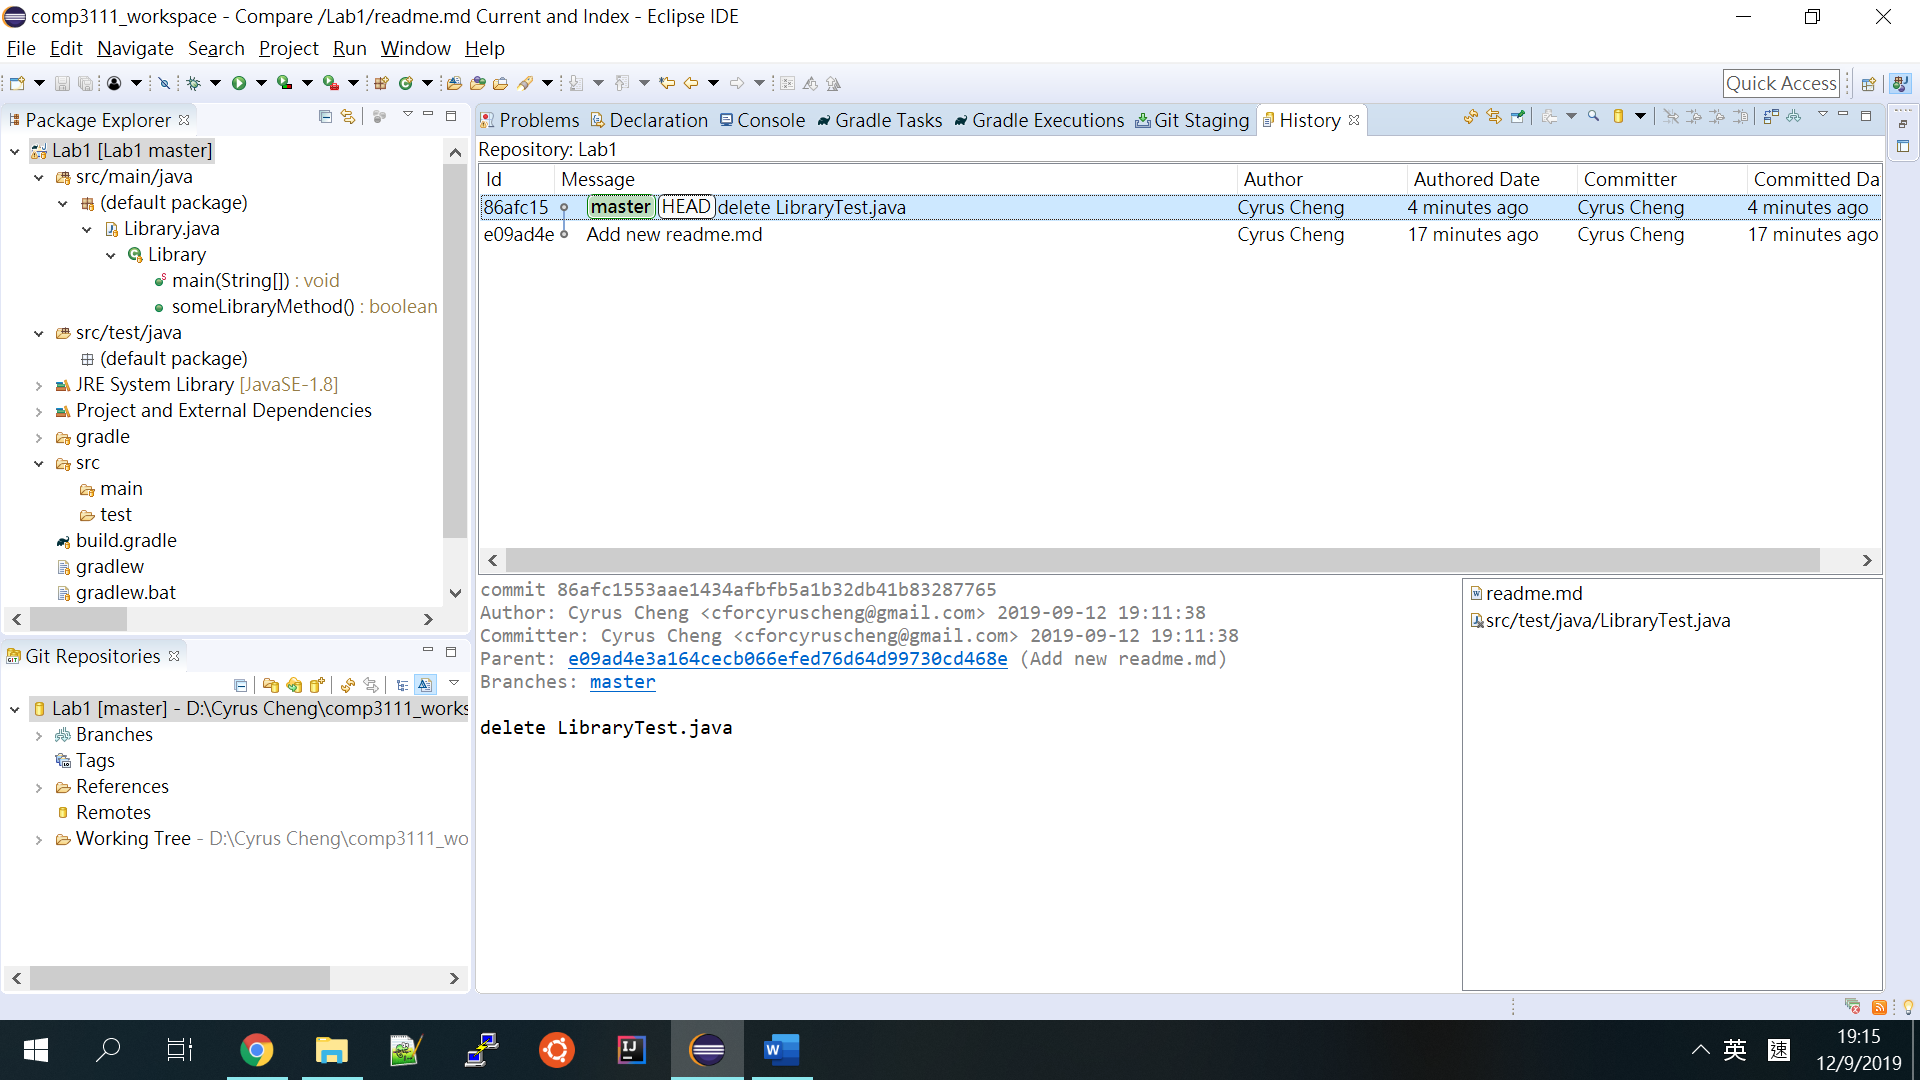 comp3111_workspace - Compare /Lab1/readme.md Current and Index - Eclipse IDE
File Edit Navigate Search Project Run Window Help
Quick Access
Package Explorer
Lab1 [Lab1 master]
src/main/java
(default package)
Library.java
Library
main(String[]) : void
someLibraryMethod() : boolean
src/test/java
(default package)
JRE System Library [JavaSE-1.8]
Project and External Dependencies
gradle
src
main
test
build.gradle
gradlew
gradlew.bat
Git Repositories
Lab1 [master] - D:\Cyrus Cheng\comp3111_works
Branches
Tags
References
Remotes
Working Tree - D:\Cyrus Cheng\comp3111_wo
Problems Declaration Console Gradle Tasks Gradle Executions Git Staging History
Repository: Lab1
Id Message Author Authored Date Committer Committed Da
86afc15 master HEAD delete LibraryTest.java Cyrus Cheng 4 minutes ago Cyrus Cheng 4 minutes ago
e09ad4e Add new readme.md Cyrus Cheng 17 minutes ago Cyrus Cheng 17 minutes ago
commit 86afc1553aae1434afbfb5a1b32db41b83287765
Author: Cyrus Cheng <cforcyruscheng@gmail.com> 2019-09-12 19:11:38
Committer: Cyrus Cheng <cforcyruscheng@gmail.com> 2019-09-12 19:11:38
Parent: e09ad4e3a164cecb066efed76d64d99730cd468e (Add new readme.md)
Branches: master
delete LibraryTest.java
readme.md
src/test/java/LibraryTest.java
英 速
19:15
12/9/2019